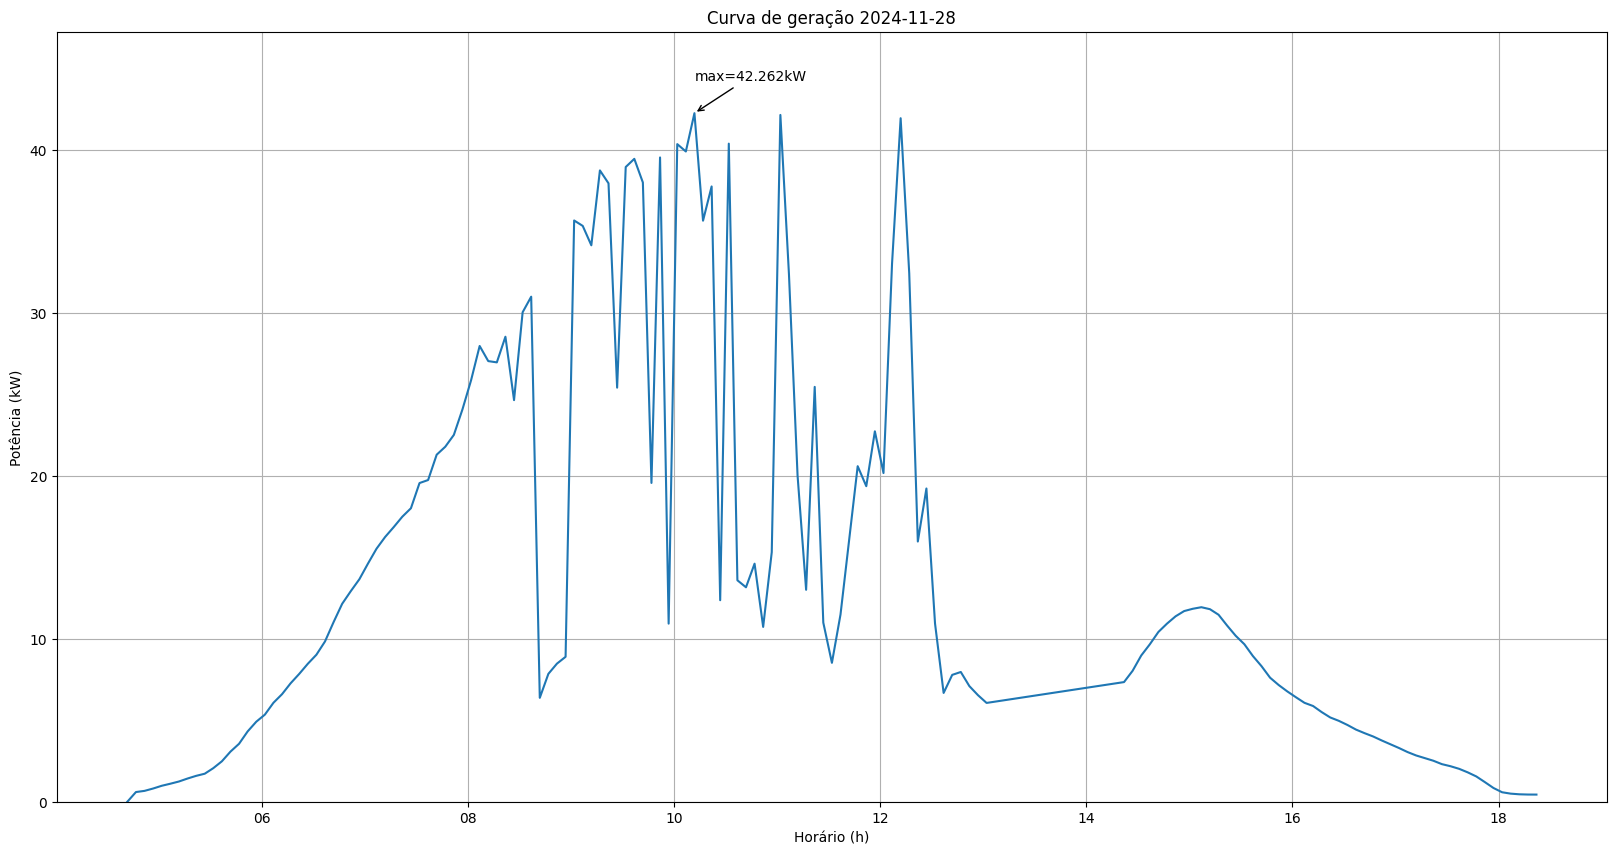 Curva de geração 2024-11-28
max=42.262kW
40
30
20
10
0
Potência (kW)
06 08 10 12 14 16 18
Horário (h)